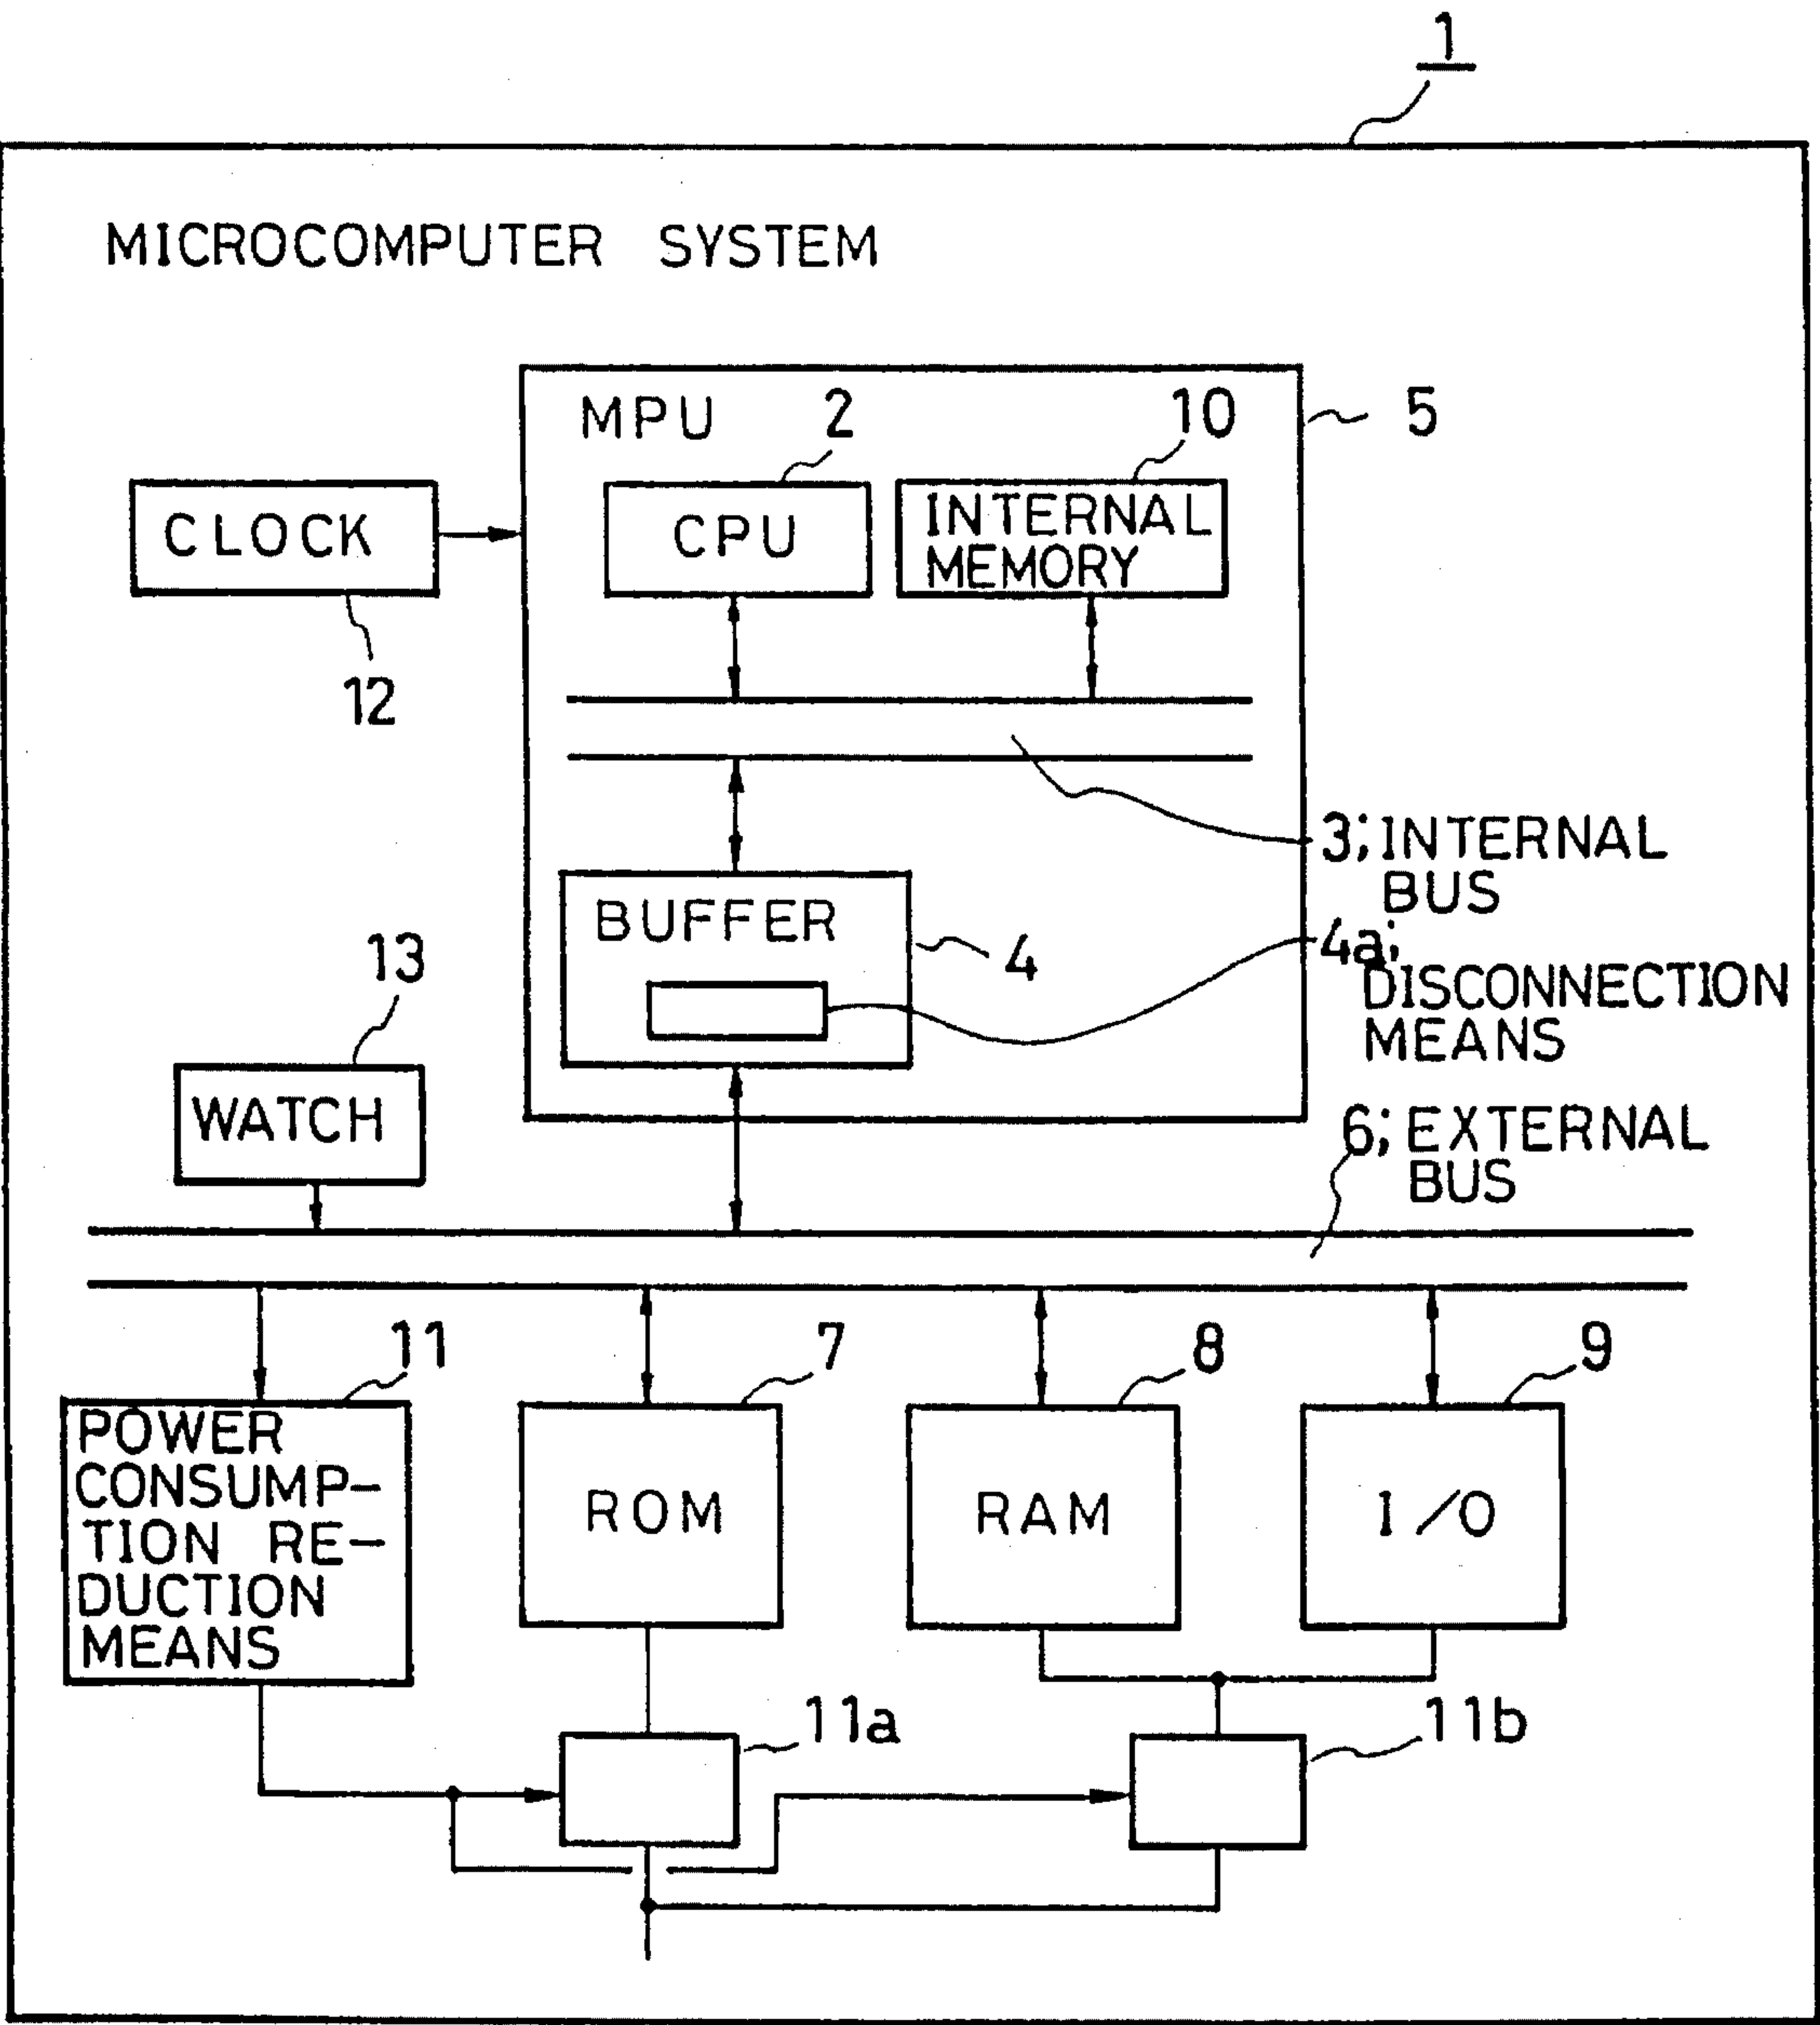 1
MICROCOMPUTER SYSTEM
MPU
2
10
5
CLOCK
CPU
INTERNAL
MEMORY
12
3; INTERNAL
BUS
BUFFER
4
4a;
DISCONNECTION
MEANS
13
WATCH
6; EXTERNAL
BUS
11
7
8
9
POWER
CONSUMP-
TION RE-
DUCTION
MEANS
ROM
RAM
I/O
11a
11b